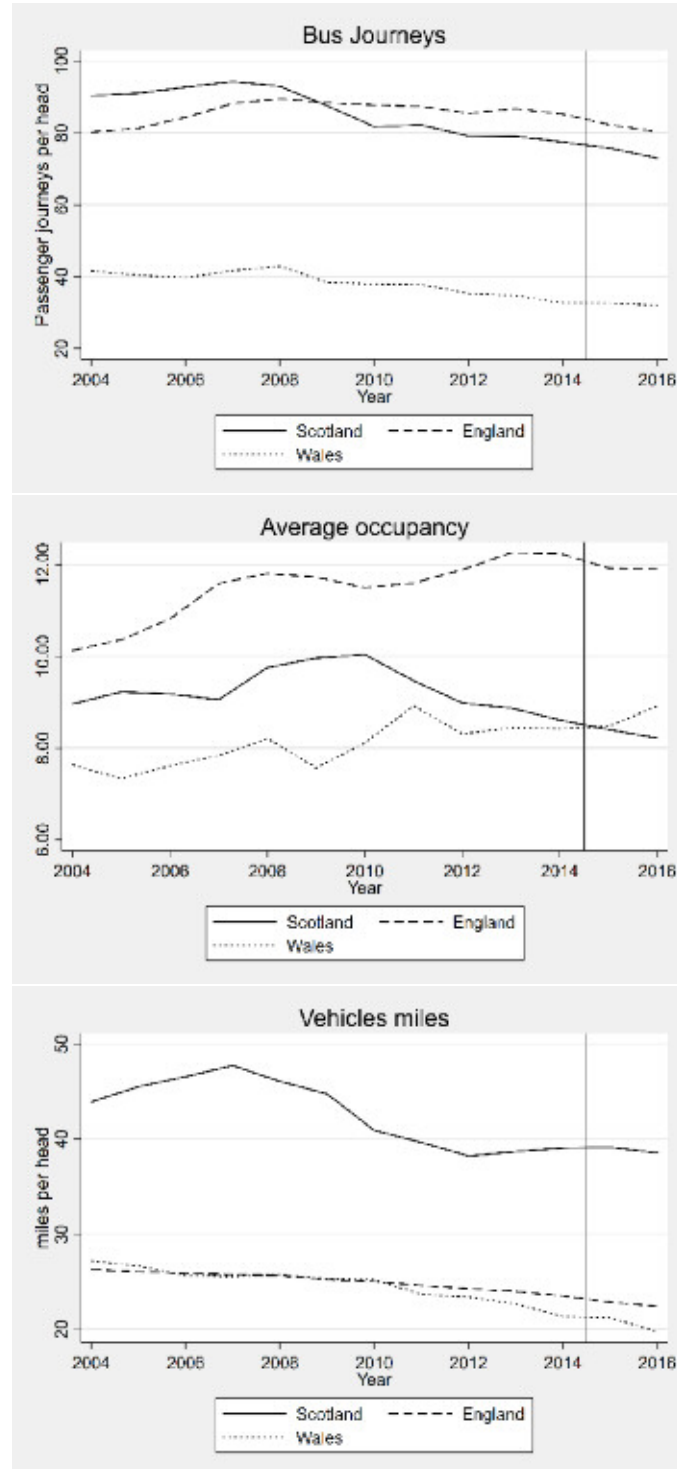 Bus Journeys
Passenger journeys per head
100
80
60
40
20
2004 2006 2008 2010 2012 2014 2016
Year
Scotland England
Wales
Average occupancy
12.00
10.00
8.00
6.00
2004 2006 2008 2010 2012 2014 2016
Year
Scotland England
Wales
Vehicles miles
miles per head
50
40
30
20
2004 2006 2008 2010 2012 2014 2016
Year
Scotland England
Wales